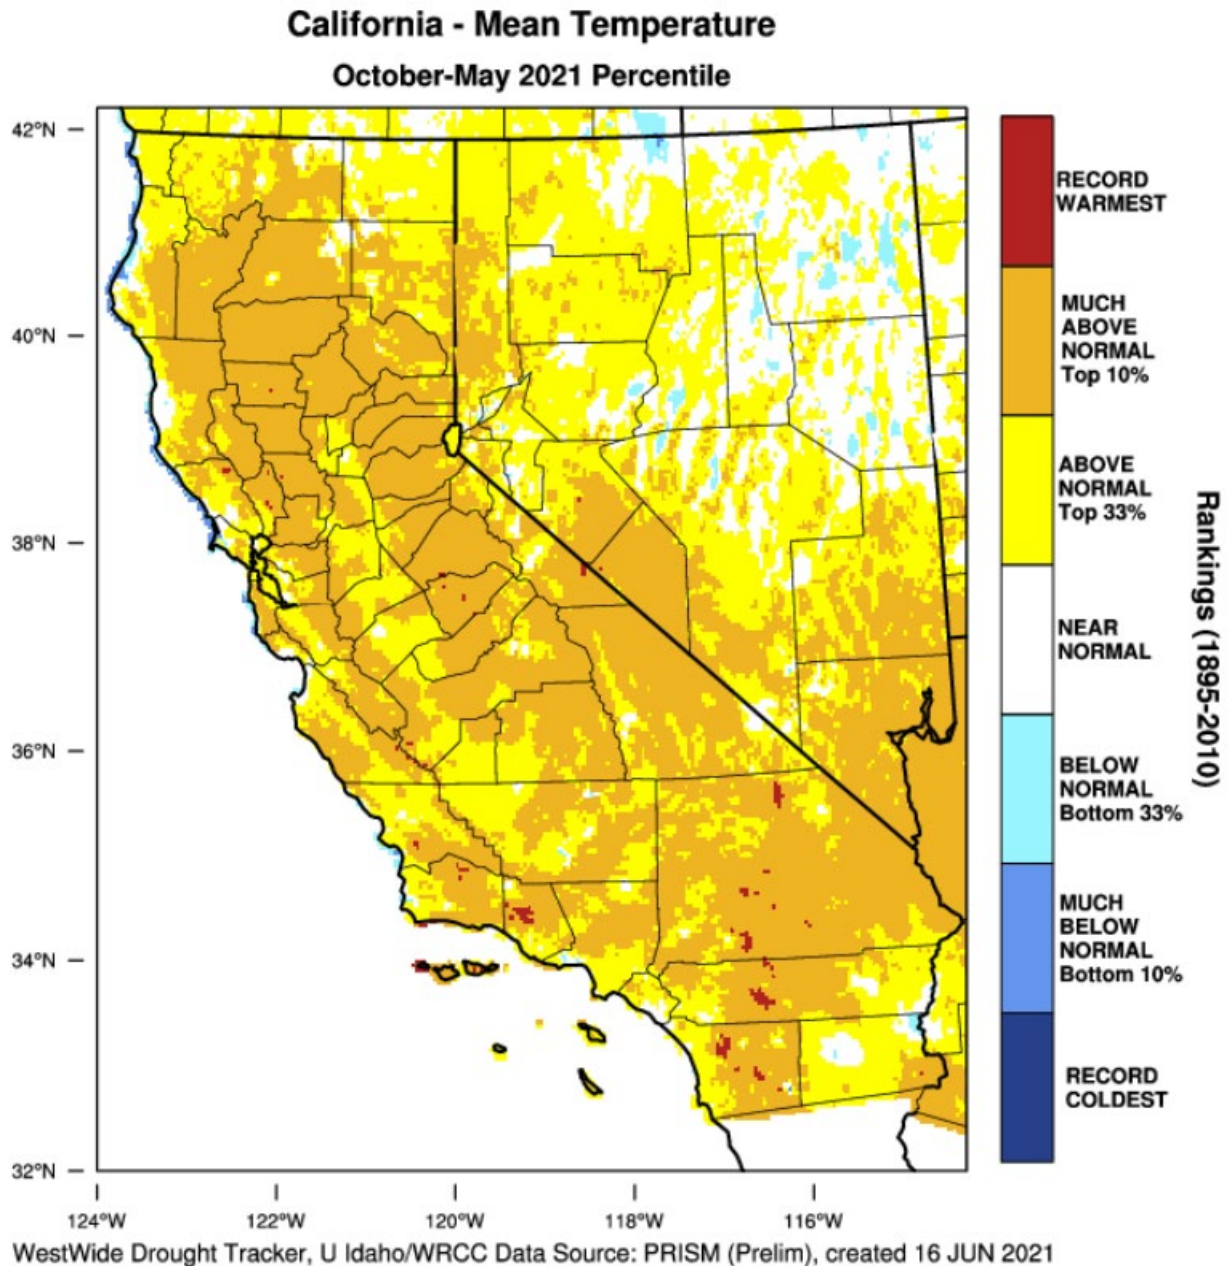 California - Mean Temperature
October-May 2021 Percentile
42°N
40°N
38°N
36°N
34°N
32°N
124°W
122°W
120°W
118°W
116°W
RECORD
WARMEST
MUCH
ABOVE
NORMAL
Top 10%
ABOVE
NORMAL
Top 33%
NEAR
NORMAL
BELOW
NORMAL
Bottom 33%
MUCH
BELOW
NORMAL
Bottom 10%
RECORD
COLDEST
Rankings (1895-2010)
WestWide Drought Tracker, U Idaho/WRCC Data Source: PRISM (Prelim), created 16 JUN 2021